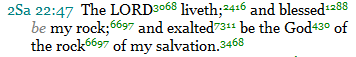 2Sa 22:47 The LORD3068 liveth;2416 and blessed1288
be my rock;6697 and exalted7311 be the God430 of
the rock6697 of my salvation.3468